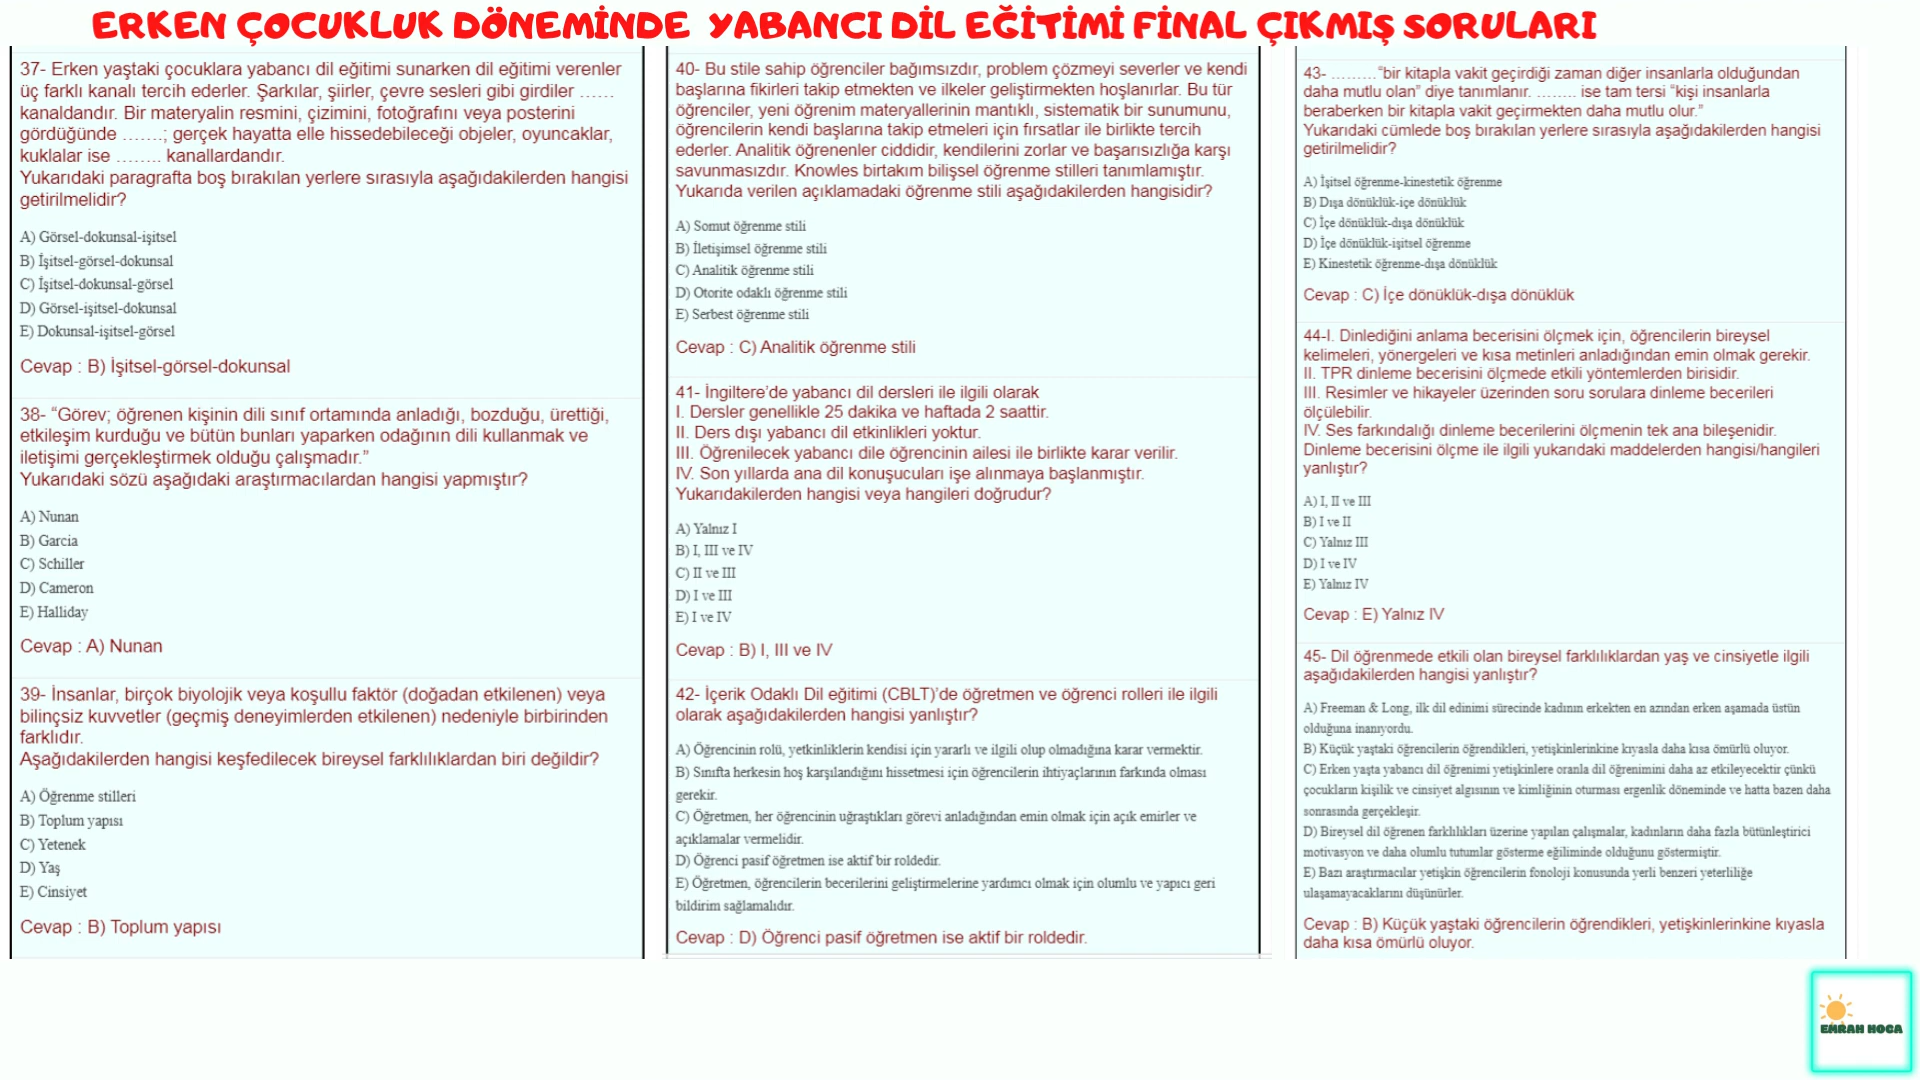 ERKEN ÇOCUKLUK DÖNEMİNDE YABANCI DİL EĞİTİMİ FİNAL ÇIKMIŞ SORULARI
37- Erken yaştaki çocuklara yabancı dil eğitimi sunarken dil eğitimi verenler
üç farklı kanalı tercih ederler. Şarkılar, şiirler, çevre sesleri gibi girdiler ……
kanaldandır. Bir materyalin resmini, çizimini, fotoğrafını veya posterini
gördüğünde …….; gerçek hayatta elle hissedebileceği objeler, oyuncaklar,
kuklalar ise …….. kanallardandır.
Yukarıdaki paragrafta boş bırakılan yerlere sırasıyla aşağıdakilerden hangisi
getirilmelidir?
A) Görsel-dokunsal-işitsel
B) İşitsel-görsel-dokunsal
C) İşitsel-dokunsal-görsel
D) Görsel-işitsel-dokunsal
E) Dokunsal-işitsel-görsel
Cevap : B) İşitsel-görsel-dokunsal
38- “Görev; öğrenen kişinin dili sınıf ortamında anladığı, bozduğu, ürettiği,
etkileşim kurduğu ve bütün bunları yaparken odağının dili kullanmak ve
iletişimi gerçekleştirmek olduğu çalışmadır.”
Yukarıdaki sözü aşağıdaki araştırmacılardan hangisi yapmıştır?
A) Nunan
B) Garcia
C) Schiller
D) Cameron
E) Halliday
Cevap : A) Nunan
39- İnsanlar, birçok biyolojik veya koşullu faktör (doğadan etkilenen) veya
bilinçsiz kuvvetler (geçmiş deneyimlerden etkilenen) nedeniyle birbirinden
farklıdır.
Aşağıdakilerden hangisi keşfedilecek bireysel farklılıklardan biri değildir?
A) Öğrenme stilleri
B) Toplum yapısı
C) Yetenek
D) Yaş
E) Cinsiyet
Cevap : B) Toplum yapısı
40- Bu stile sahip öğrenciler bağımsızdır, problem çözmeyi severler ve kendi
başlarına fikirleri takip etmekten ve ilkeler geliştirmekten hoşlanırlar. Bu tür
öğrenciler, yeni öğrenim materyallerinin mantıklı, sistematik bir sunumunu,
öğrencilerin kendi başlarına takip etmeleri için fırsatlar ile birlikte tercih
ederler. Analitik öğrenenler ciddidir, kendilerini zorlar ve başarısızlığa karşı
savunmasızdır. Knowles birtakım bilişsel öğrenme stilleri tanımlamıştır.
Yukarıda verilen açıklamadaki öğrenme stili aşağıdakilerden hangisidir?
A) Somut öğrenme stili
B) İletişimsel öğrenme stili
C) Analitik öğrenme stili
D) Otorite odaklı öğrenme stili
E) Serbest öğrenme stili
Cevap : C) Analitik öğrenme stili
41- İngiltere’de yabancı dil dersleri ile ilgili olarak
I. Dersler genellikle 25 dakika ve haftada 2 saattir.
II. Ders dışı yabancı dil etkinlikleri yoktur.
III. Öğrenilecek yabancı dile öğrencinin ailesi ile birlikte karar verilir.
IV. Son yıllarda ana dil konuşucuları işe alınmaya başlanmıştır.
Yukarıdakilerden hangisi veya hangileri doğrudur?
A) Yalnız I
B) I, III ve IV
C) II ve III
D) I ve III
E) I ve IV
Cevap : B) I, III ve IV
42- İçerik Odaklı Dil eğitimi (CBLT)’de öğretmen ve öğrenci rolleri ile ilgili
olarak aşağıdakilerden hangisi yanlıştır?
A) Öğrencinin rolü, yetkinliklerin kendisi için yararlı ve ilgili olup olmadığına karar vermektir.
B) Sınıfta herkesin hoş karşılandığını hissetmesi için öğrencilerin ihtiyaçlarının farkında olması
gerekir.
C) Öğretmen, her öğrencinin uğraştıkları görevi anladığından emin olmak için açık emirler ve
açıklamalar vermelidir.
D) Öğrenci pasif öğretmen ise aktif bir roldedir.
E) Öğretmen, öğrencilerin becerilerini geliştirmelerine yardımcı olmak için olumlu ve yapıcı geri
bildirim sağlamalıdır.
Cevap : D) Öğrenci pasif öğretmen ise aktif bir roldedir.
43- ………“bir kitapla vakit geçirdiği zaman diğer insanlarla olduğundan
daha mutlu olan” diye tanımlanır. …….. ise tam tersi “kişi insanlarla
beraberken bir kitapla vakit geçirmekten daha mutlu olur.”
Yukarıdaki cümlede boş bırakılan yerlere sırasıyla aşağıdakilerden hangisi
getirilmelidir?
A) İşitsel öğrenme-kinestetik öğrenme
B) Dışa dönüklük-içe dönüklük
C) İçe dönüklük-dışa dönüklük
D) İçe dönüklük-işitsel öğrenme
E) Kinestetik öğrenme-dışa dönüklük
Cevap : C) İçe dönüklük-dışa dönüklük
44-I. Dinlediğini anlama becerisini ölçmek için, öğrencilerin bireysel
kelimeleri, yönergeleri ve kısa metinleri anladığından emin olmak gerekir.
II. TPR dinleme becerisini ölçmede etkili yöntemlerden birisidir.
III. Resimler ve hikayeler üzerinden soru sorulara dinleme becerileri
ölçülebilir.
IV. Ses farkındalığı dinleme becerilerini ölçmenin tek ana bileşenidir.
Dinleme becerisini ölçme ile ilgili yukarıdaki maddelerden hangisi/hangileri
yanlıştır?
A) I, II ve III
B) I ve II
C) Yalnız III
D) I ve IV
E) Yalnız IV
Cevap : E) Yalnız IV
45- Dil öğrenmede etkili olan bireysel farklılıklardan yaş ve cinsiyetle ilgili
aşağıdakilerden hangisi yanlıştır?
A) Freeman & Long, ilk dil edinimi sürecinde kadının erkekten en azından erken aşamada üstün
olduğuna inanıyordu.
B) Küçük yaştaki öğrencilerin öğrendikleri, yetişkinlerinkine kıyasla daha kısa ömürlü oluyor.
C) Erken yaşta yabancı dil öğrenimi yetişkinlere oranla dil öğrenimini daha az etkileyecektir çünkü
çocukların kişilik ve cinsiyet algısının ve kimliğinin oturması ergenlik döneminde ve hatta bazen daha
sonrasında gerçekleşir.
D) Bireysel dil öğrenen farklılıkları üzerine yapılan çalışmalar, kadınların daha fazla bütünleştirici
motivasyon ve daha olumlu tutumlar gösterme eğiliminde olduğunu göstermiştir.
E) Bazı araştırmacılar yetişkin öğrencilerin fonoloji konusunda yerli benzeri yeterliliğe
ulaşamayacaklarını düşünürler.
Cevap : B) Küçük yaştaki öğrencilerin öğrendikleri, yetişkinlerinkine kıyasla
daha kısa ömürlü oluyor.
EMRAH HOCA